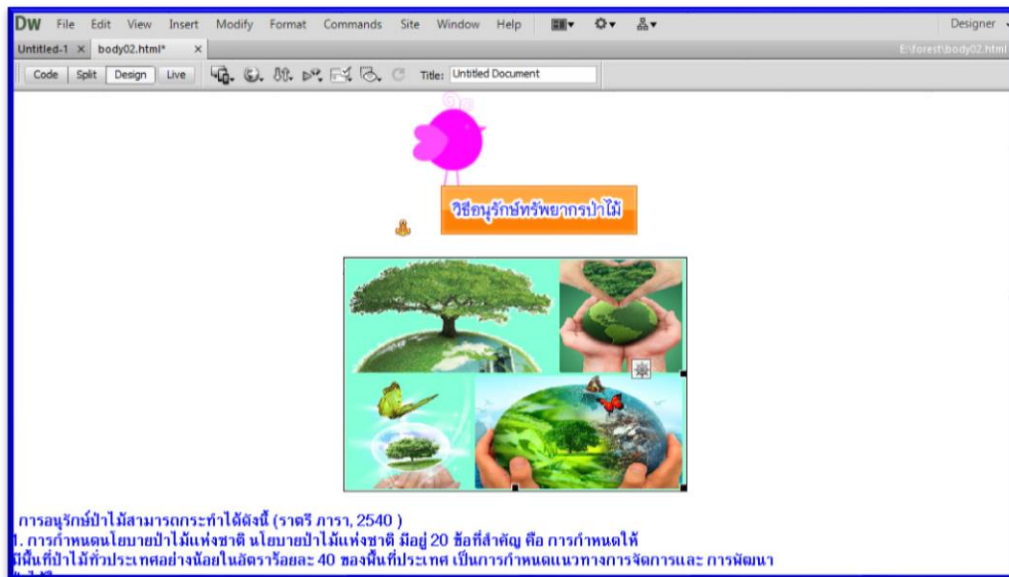 DW File Edit View Insert Modify Format Commands Site Window Help Designer
Untitled-1 × body02.html* × E:\forest\body02.html
Code Split Design Live Title: Untitled Document
วิธีอนุรักษ์ทรัพยากรป่าไม้
การอนุรักษ์ป่าไม้สามารถกระทำได้ดังนี้ (ราตรี ภารา, 2540 )
1. การกำหนดนโยบายป่าไม้แห่งชาติ นโยบายป่าไม้แห่งชาติ มีอยู่ 20 ข้อที่สำคัญ คือ การกำหนดให้
มีพื้นที่ป่าไม้ทั่วประเทศอย่างน้อยในอัตราร้อยละ 40 ของพื้นที่ประเทศ เป็นการกำหนดแนวทางการจัดการและ การพัฒนา